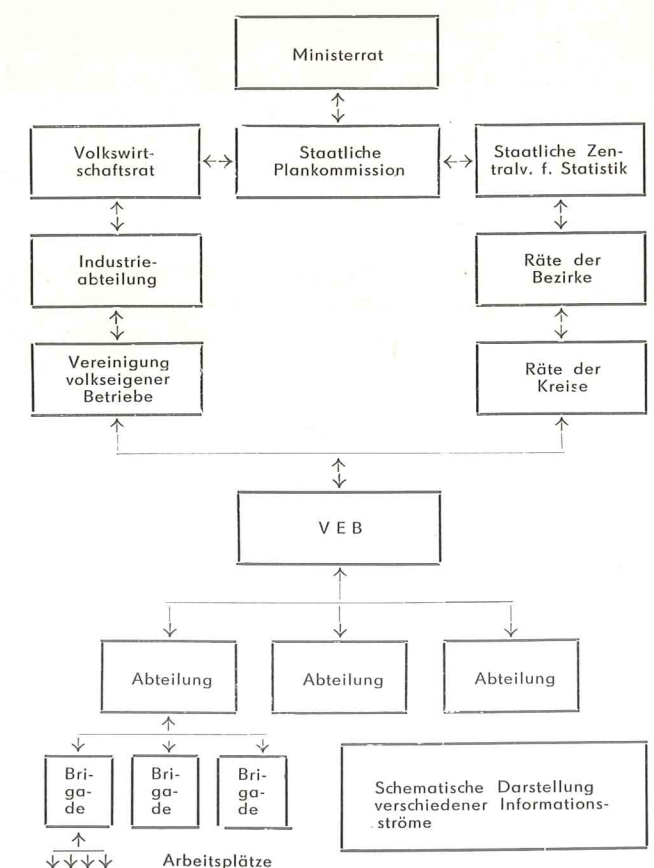 Ministerrat
Volkswirt-
schaftsrat
Staatliche
Plankommission
Staatliche Zen-
tralv. f. Statistik
Industrie-
abteilung
Räte der
Bezirke
Vereinigung
volkseigener
Betriebe
Räte der
Kreise
V E B
Abteilung
Abteilung
Abteilung
Bri-
ga-
de
Bri-
ga-
de
Bri-
ga-
de
Schematische Darstellung
verschiedener Informations-
ströme
Arbeitsplätze